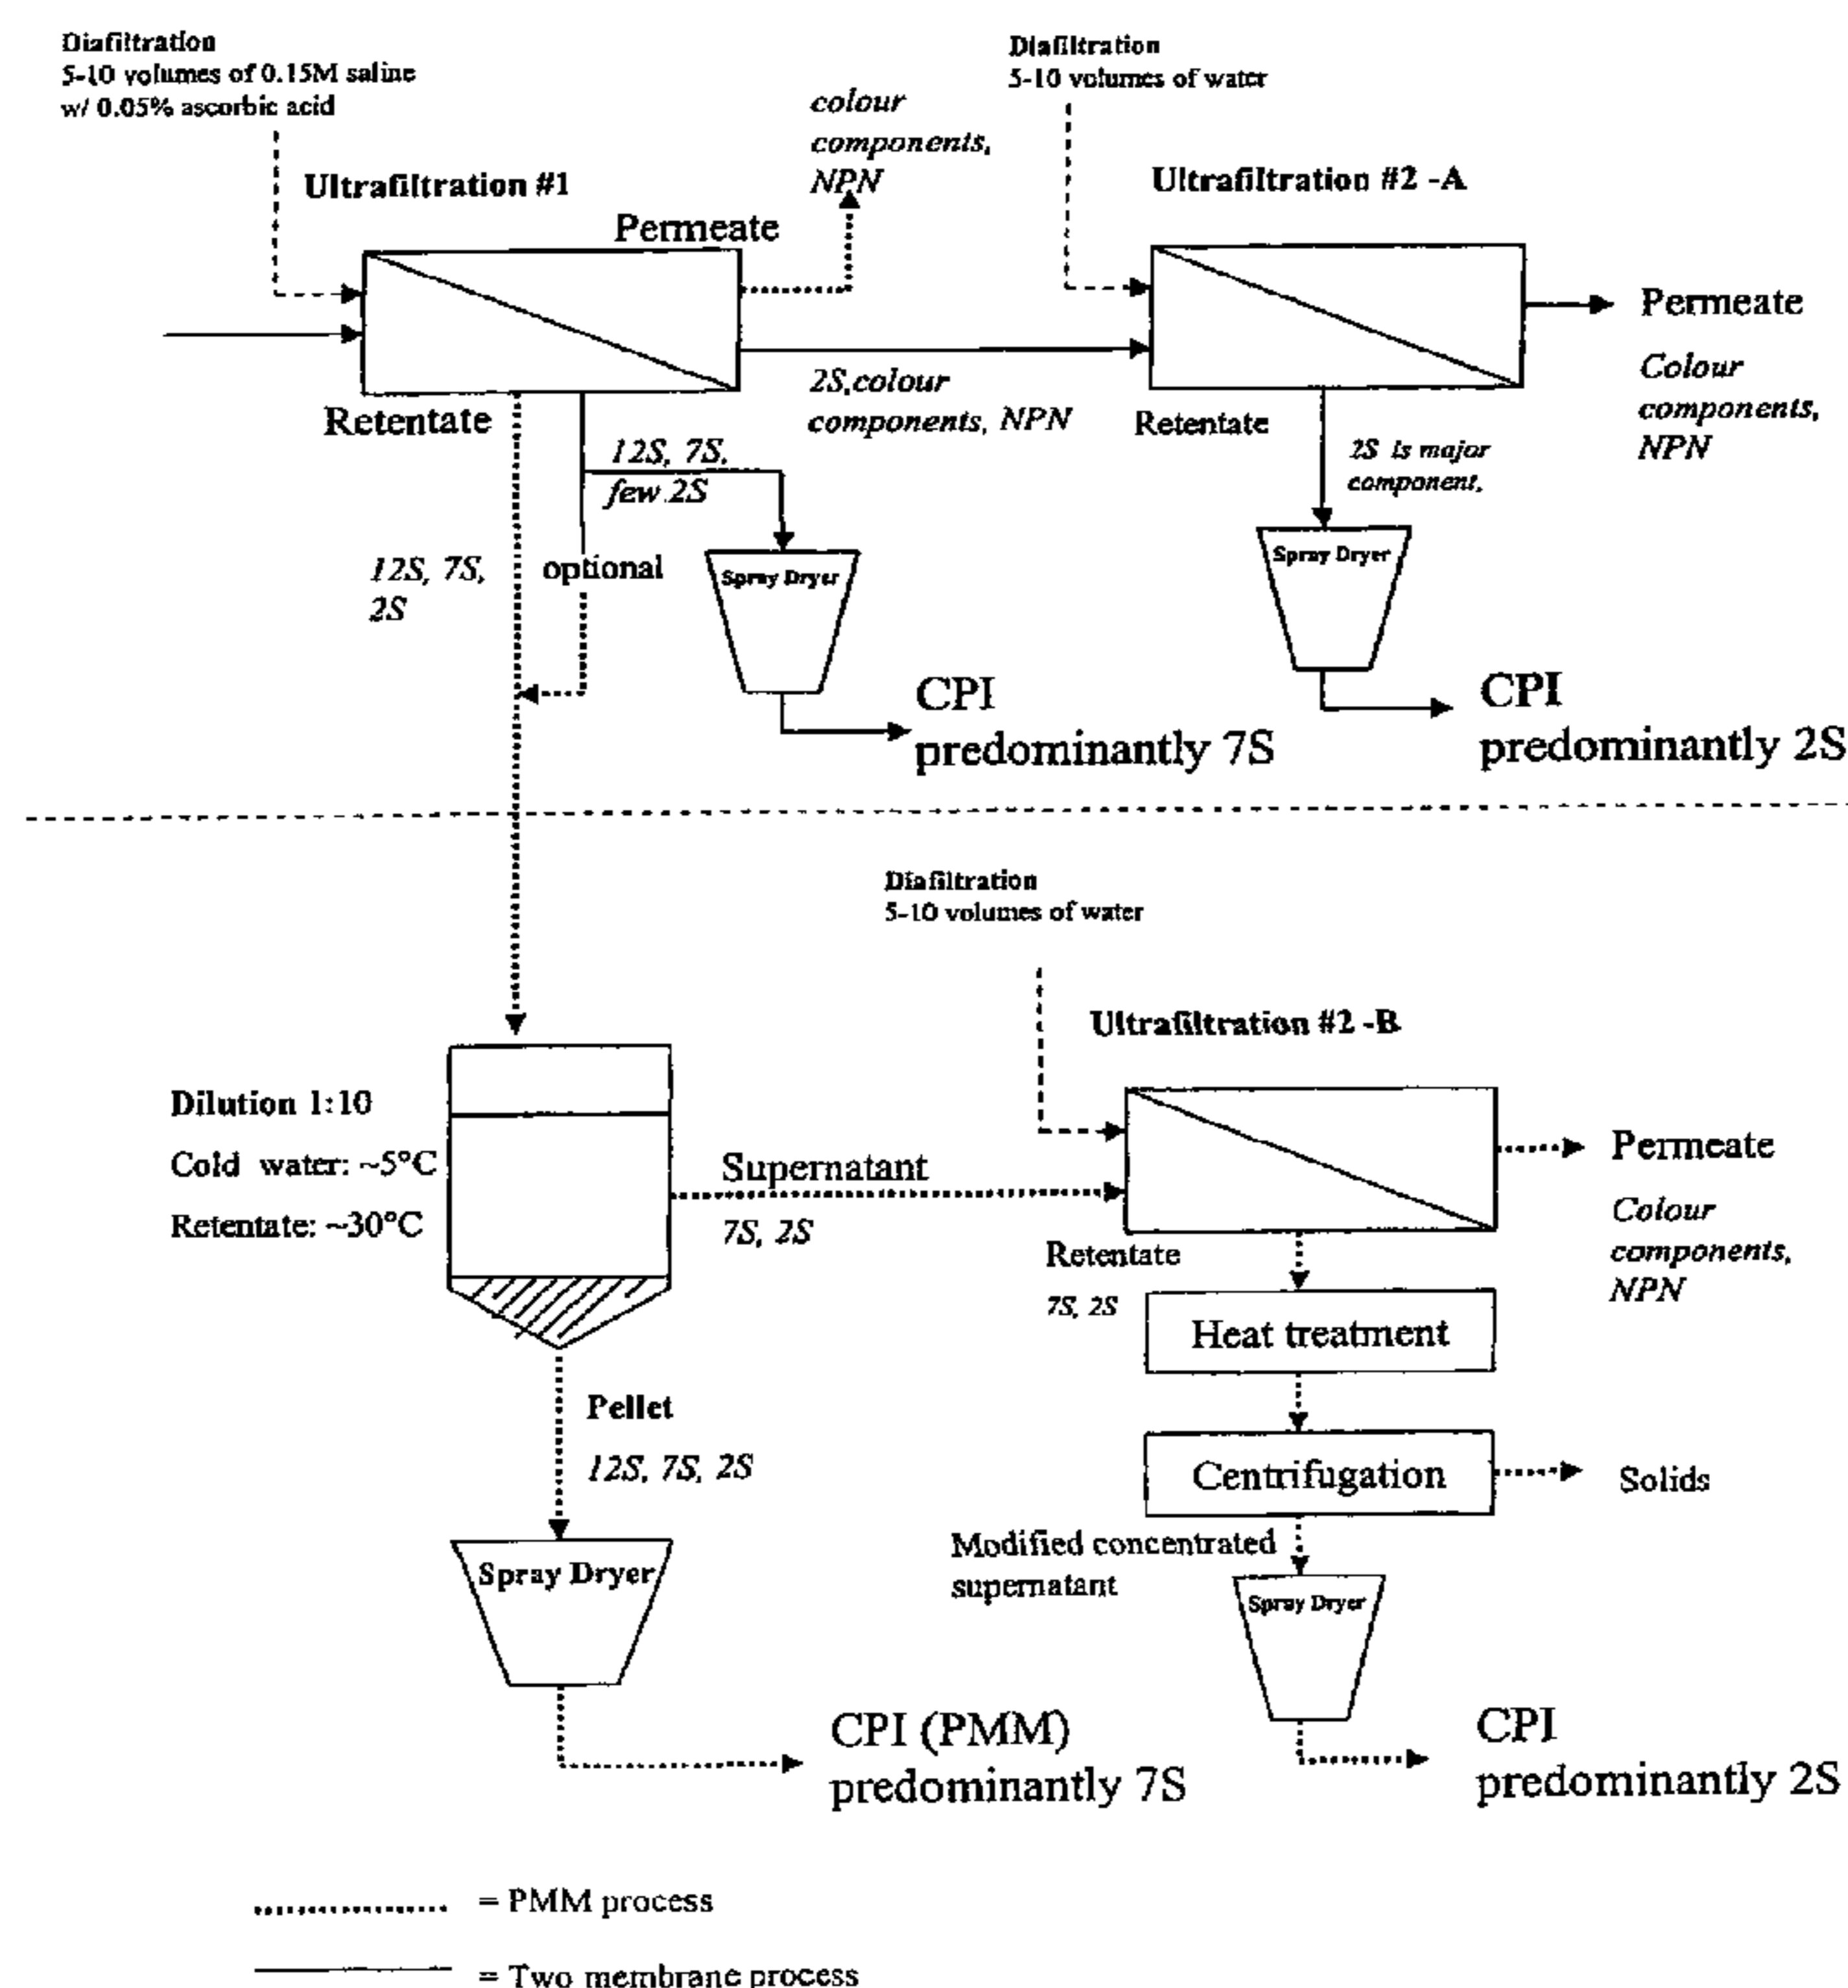 Diafiltration
5-10 volumes of 0.15M saline
w/ 0.05% ascorbic acid
Ultrafiltration #1
Permeate
colour
components,
NPN
Diafiltration
5-10 volumes of water
Ultrafiltration #2 -A
Permeate
Colour
components,
NPN
Retentate
2S,colour
components, NPN
Retentate
12S, 7S,
few 2S
2S is major
component,
12S, 7S,
2S
optional
Spray Dryer
Spray Dryer
CPI
predominantly 7S
CPI
predominantly 2S
Diafiltration
5-10 volumes of water
Ultrafiltration #2 -B
Dilution 1:10
Cold water: ~5°C
Retentate: ~30°C
Supernatant
7S, 2S
Permeate
Colour
components,
NPN
Retentate
7S, 2S
Heat treatment
Pellet
12S, 7S, 2S
Centrifugation
Solids
Modified concentrated
supernatant
Spray Dryer
Spray Dryer
CPI (PMM)
predominantly 7S
CPI
predominantly 2S
= PMM process
= Two membrane process